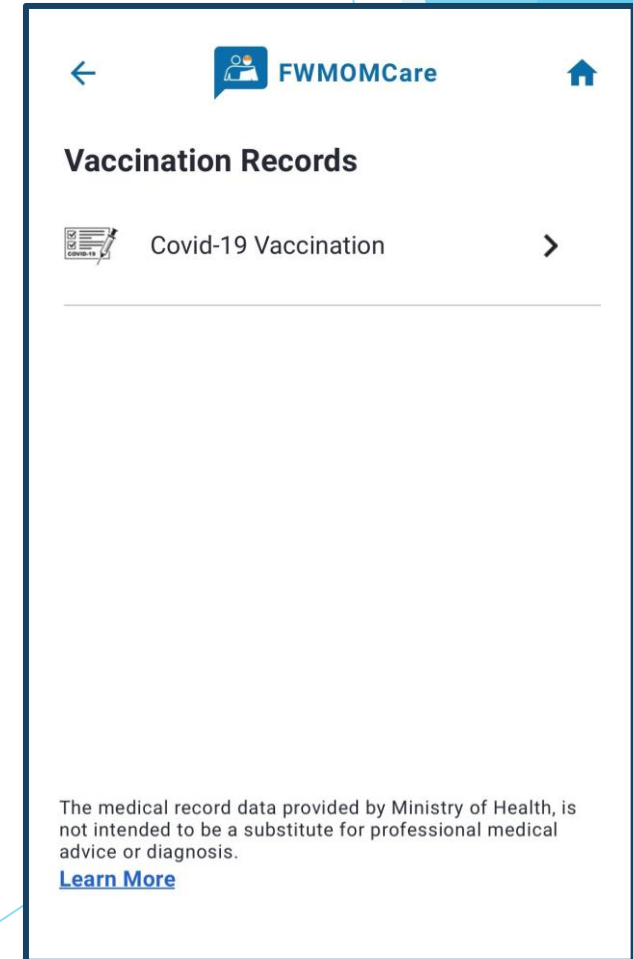 FWMOMCare
Vaccination Records
COVID-19
Covid-19 Vaccination
The medical record data provided by Ministry of Health, is
not intended to be a substitute for professional medical
advice or diagnosis.
Learn More